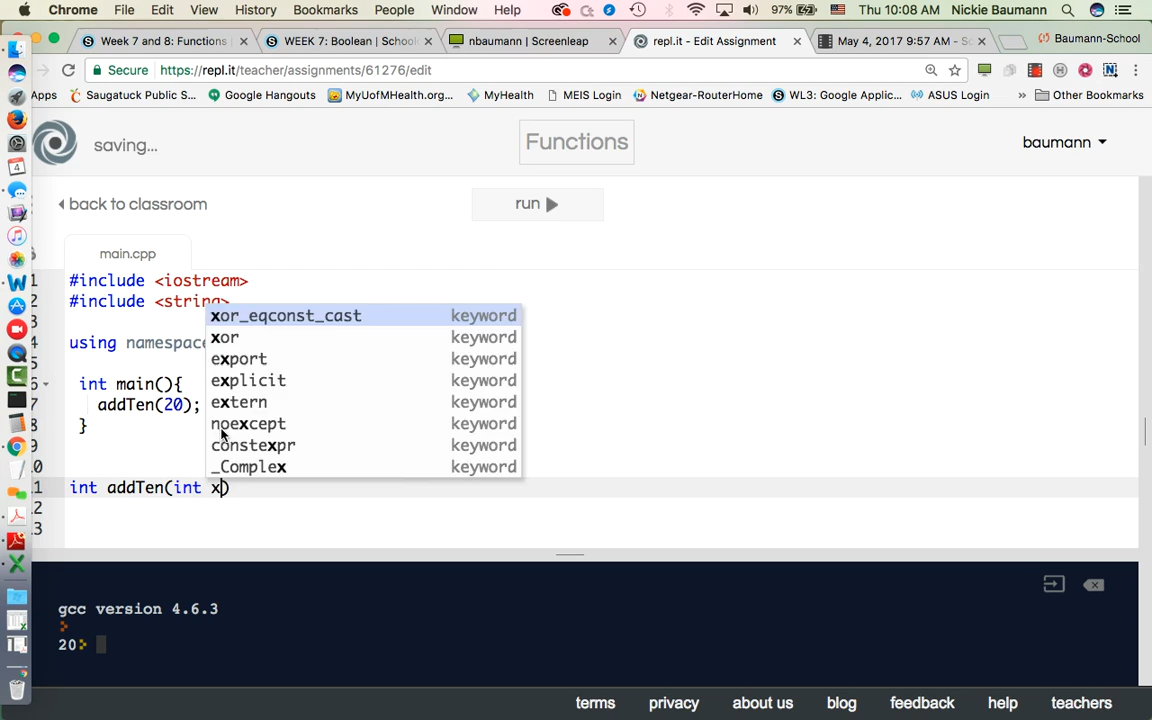 Chrome File Edit View History Bookmarks People Window Help 97% Thu 10:08 AM Nickie Baumann
Week 7 and 8: Functions WEEK 7: Boolean | School nbaumann | Screenleap repl.it - Edit Assignment May 4, 2017 9:57 AM - Sc Baumann-School
Secure https://repl.it/teacher/assignments/61276/edit
Apps Saugatuck Public S... Google Hangouts MyUofMHealth.org... MyHealth MEIS Login Netgear-RouterHome WL3: Google Applic... ASUS Login » Other Bookmarks
saving... Functions baumann
back to classroom run
main.cpp
1 #include <iostream>
2 #include <string>
3
using namespace
5
6 int main(){
7 addTen(20);
8 }
9
0
1 int addTen(int x)
2
3
xor_eqconst_cast keyword
xor keyword
export keyword
explicit keyword
extern keyword
noexcept keyword
constexpr keyword
_Complex keyword
gcc version 4.6.3
20
terms privacy about us blog feedback help teachers